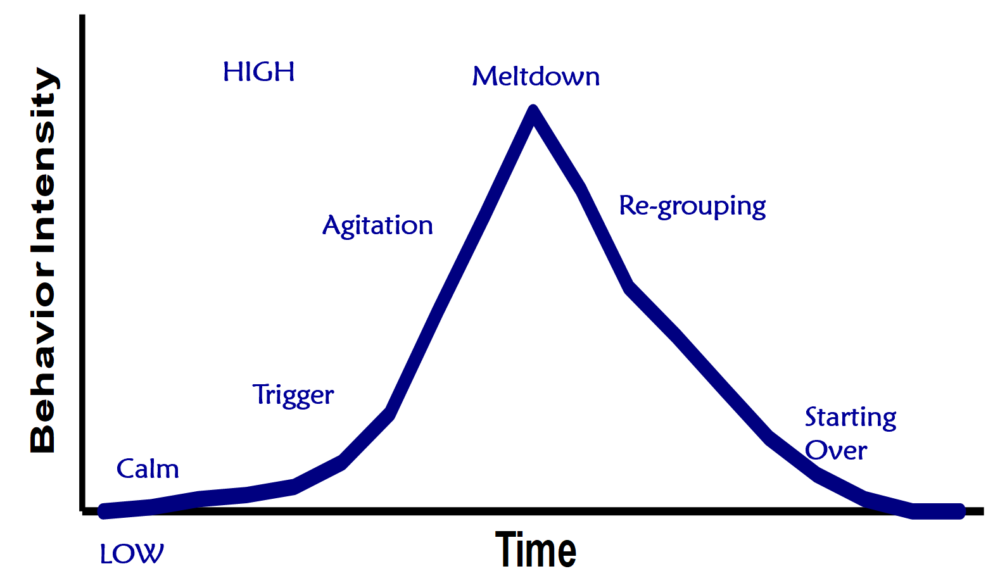 HIGH
Meltdown
Behavior Intensity
Re-grouping
Agitation
Trigger
Starting
Over
Calm
Time
LOW